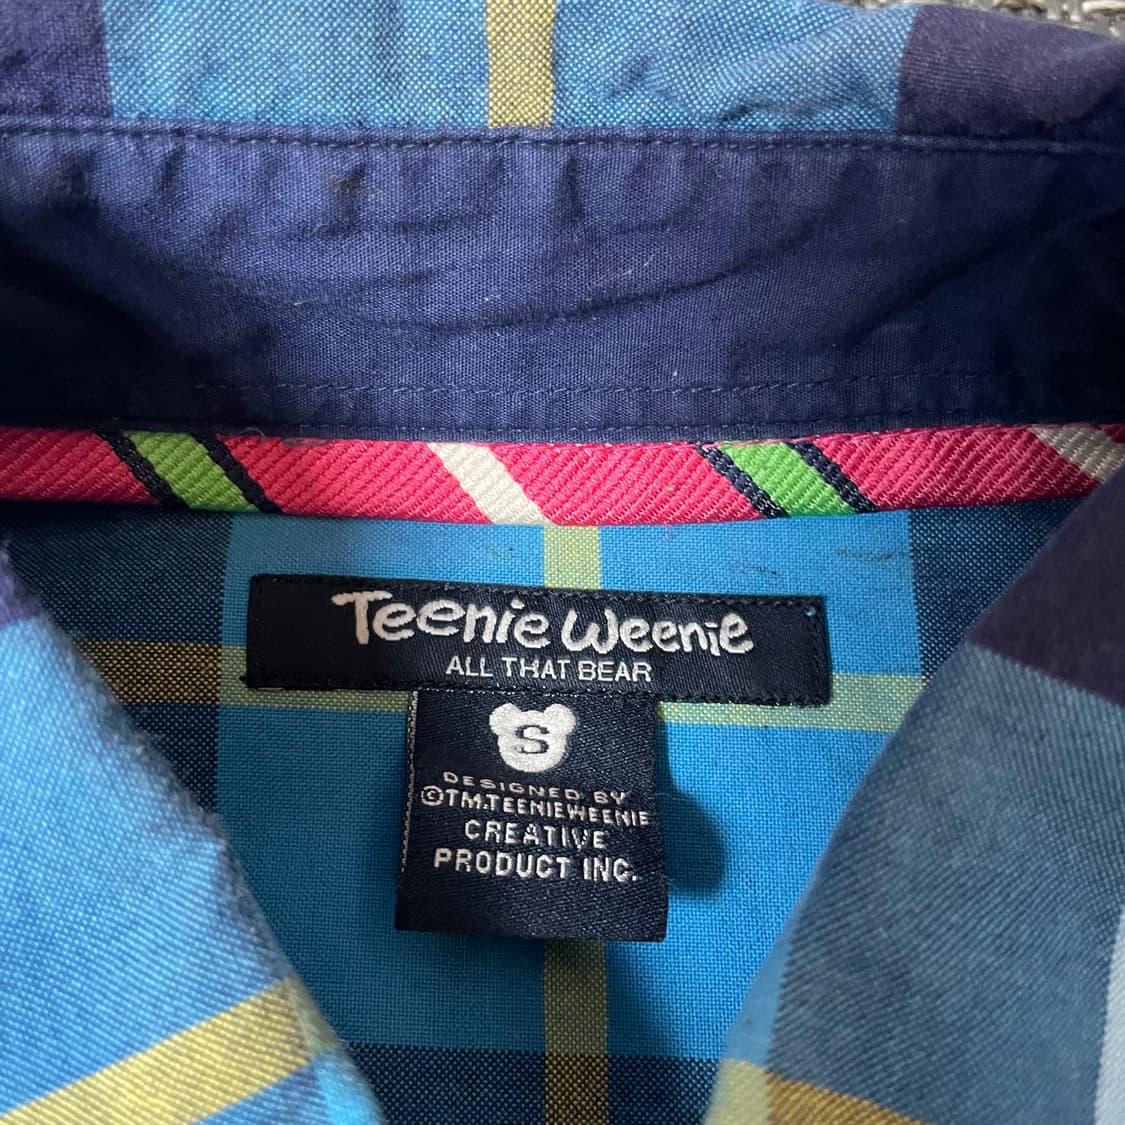 Teenie Weenie
ALL THAT BEAR
S
DESIGNED BY
©TM.TEENIEWEENIE
CREATIVE
PRODUCT INC.